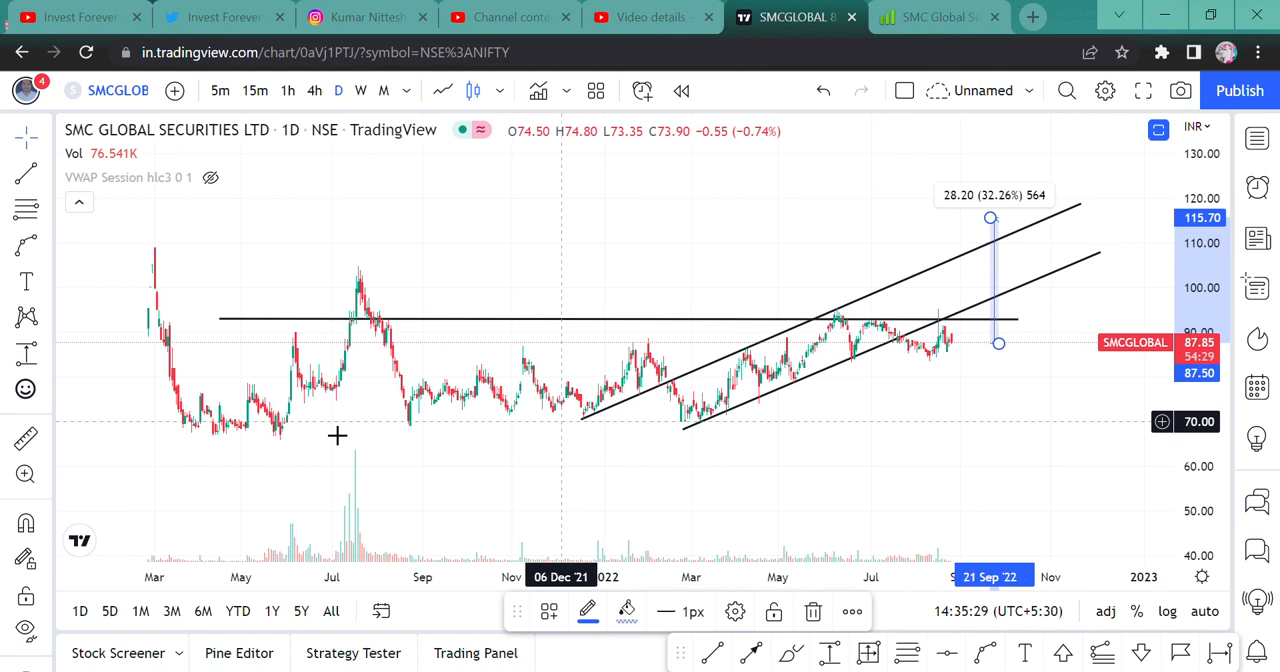 Invest Forever
Invest Forever
Kumar Nittesh
Channel conte
Video details -
SMCGLOBAL 8
SMC Global Se
in.tradingview.com/chart/0aVj1PTJ/?symbol=NSE%3ANIFTY
4
S SMCGLOB
5m 15m 1h 4h D W M
Unnamed
Publish
SMC GLOBAL SECURITIES LTD · 1D · NSE · TradingView
O74.50 H74.80 L73.35 C73.90 −0.55 (−0.74%)
INR
Vol 76.541K
VWAP Session hlc3 0 1
130.00
120.00
28.20 (32.26%) 564
115.70
110.00
100.00
90.00
SMCGLOBAL 87.85
54:29
87.50
70.00
60.00
50.00
40.00
Mar May Jul Sep Nov 06 Dec '21 2022 Mar May Jul S 21 Sep '22 Nov 2023
1D 5D 1M 3M 6M YTD 1Y 5Y All
1px
14:35:29 (UTC+5:30)
adj % log auto
Stock Screener
Pine Editor
Strategy Tester
Trading Panel